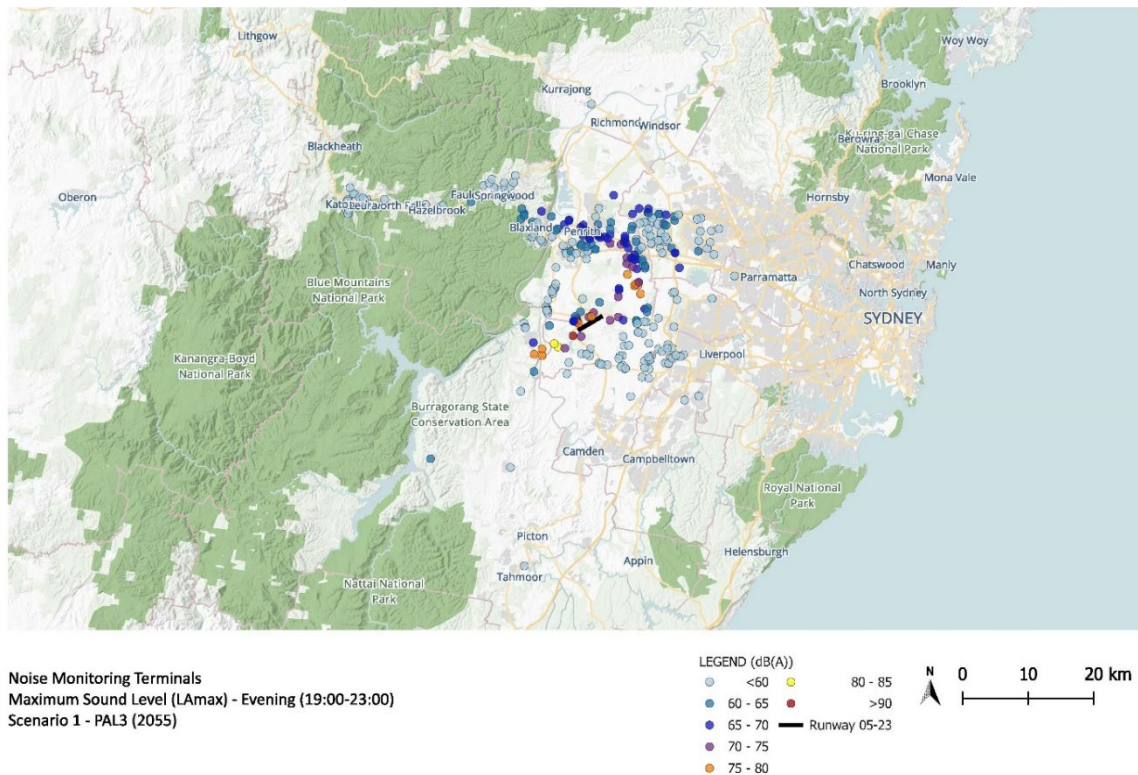 Woy Woy
Lithgow
Brooklyn
Kurrajong
Richmond
Windsor
Ku-ring-gai Chase
National Park
Berowra
Blackheath
Mona Vale
Oberon
Springwood
Hornsby
Hazelbrook
Blaxland
Penrith
Chatswood
Manly
Parramatta
Blue Mountains
National Park
North Sydney
SYDNEY
Kanangra-Boyd
National Park
Liverpool
Burragorang State
Conservation Area
Camden
Campbelltown
Royal National
Park
Picton
Helensburgh
Appin
Tahmoor
Nattai National
Park
Noise Monitoring Terminals
Maximum Sound Level (LAmax) - Evening (19:00-23:00)
Scenario 1 - PAL3 (2055)
LEGEND (dB(A))
<60
60 - 65
65 - 70
70 - 75
75 - 80
80 - 85
>90
Runway 05-23
N
0 10 20 km